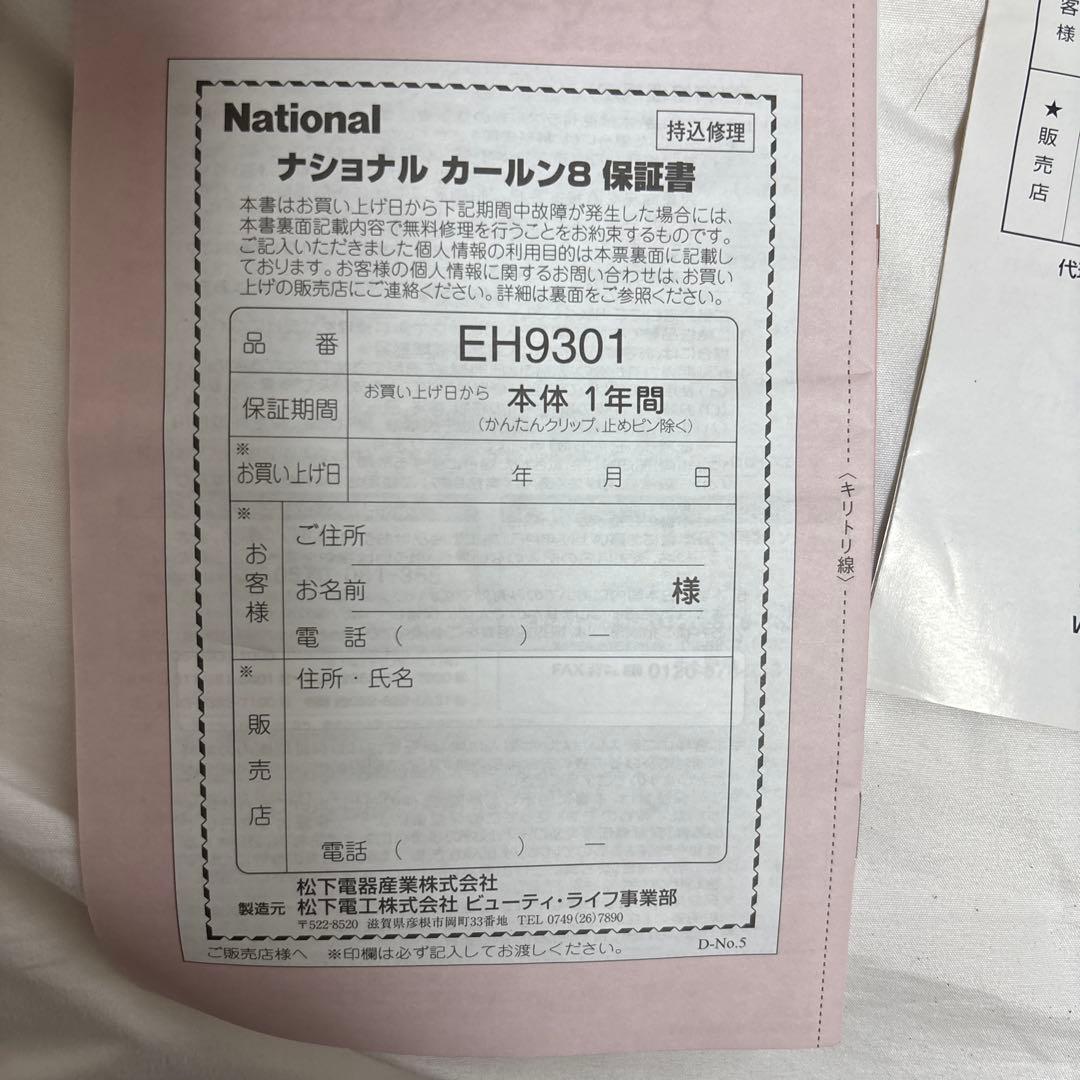 National
持込修理
ナショナル カールン8 保証書
本書はお買い上げ日から下記期間中故障が発生した場合には、
本書裏面記載内容で無料修理を行うことをお約束するものです。
ご記入いただきました個人情報の利用目的は本票裏面に記載し
ております。お客様の個人情報に関するお問い合わせは、お買い
上げの販売店にご連絡ください。詳細は裏面をご参照ください。
品番 EH9301
保証期間 お買い上げ日から 本体 1年間
(かんたんクリップ、止めピン除く)
※
お買い上げ日 年 月 日
※
お客様
ご住所
お名前 様
電話 ( ) ー
※
販売店
住所・氏名
電話 ( ) ー
松下電器産業株式会社
製造元 松下電工株式会社 ビューティ・ライフ事業部
〒522-8520 滋賀県彦根市岡町33番地 TEL 0749(26)7890
ご販売店様へ ※印欄は必ず記入してお渡しください。
D-No.5
〈キリトリ線〉
客様
★販売店